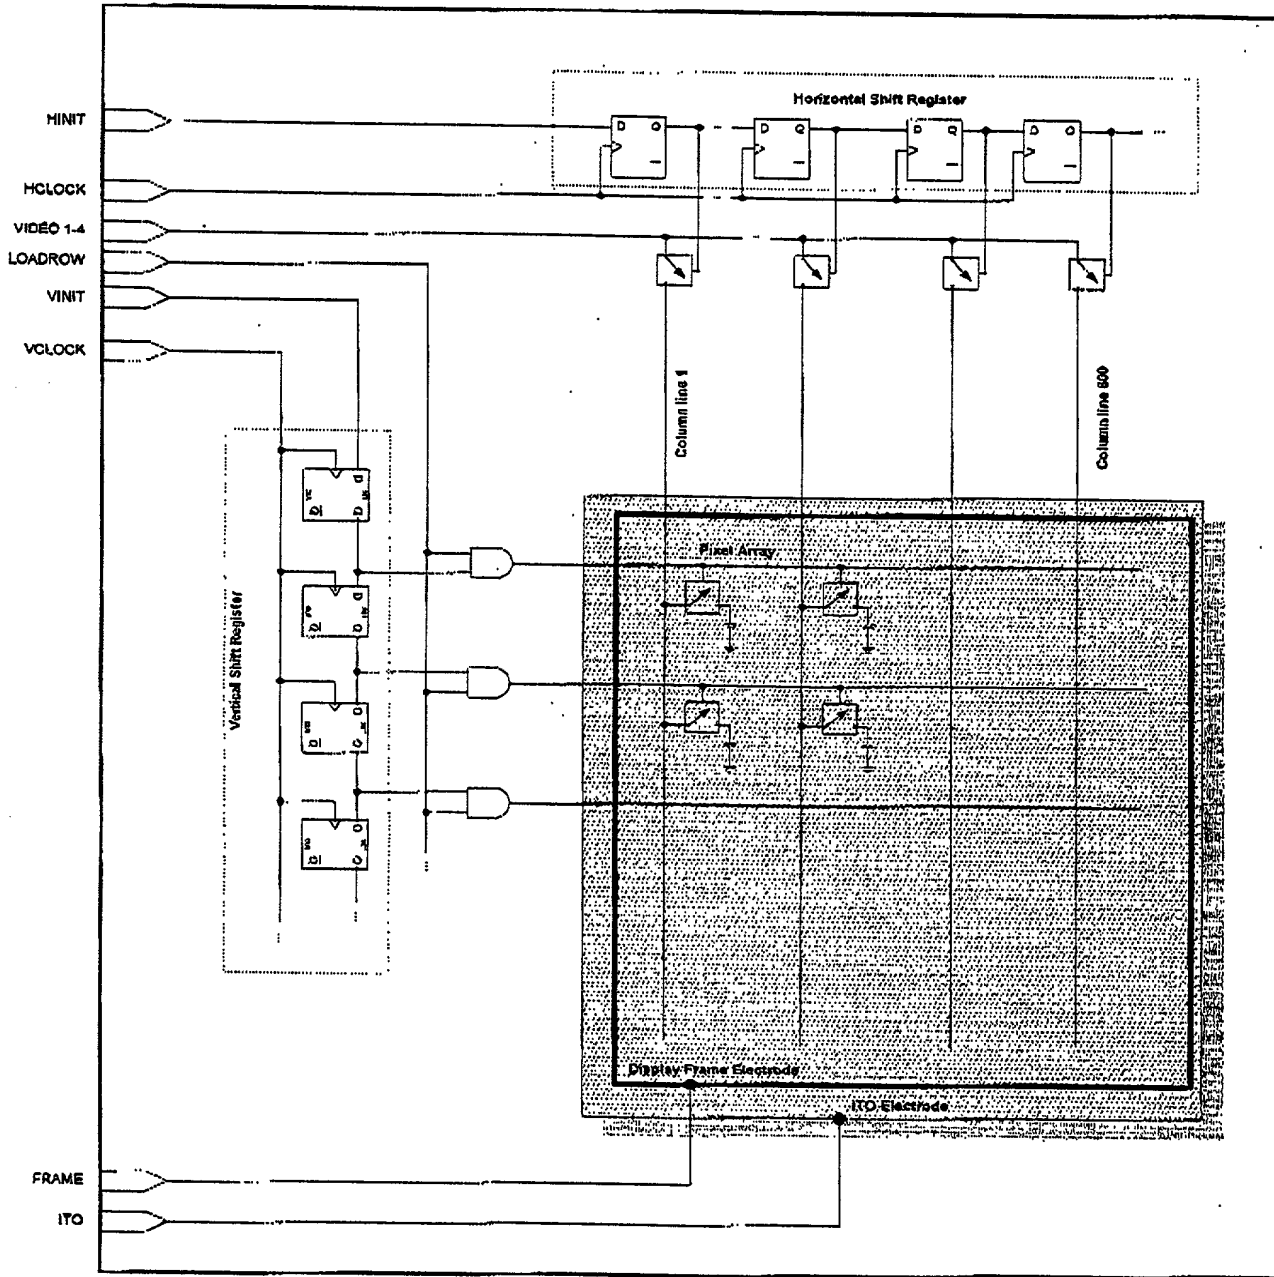 Horizontal Shift Register
HINIT
D Q
D Q
D Q
D Q
HCLOCK
VIDEO 1-4
LOADROW
VINIT
VCLOCK
Column line 1
Column line 800
Vertical Shift Register
Pixel Array
Display Frame Electrode
ITO Electrode
FRAME
ITO